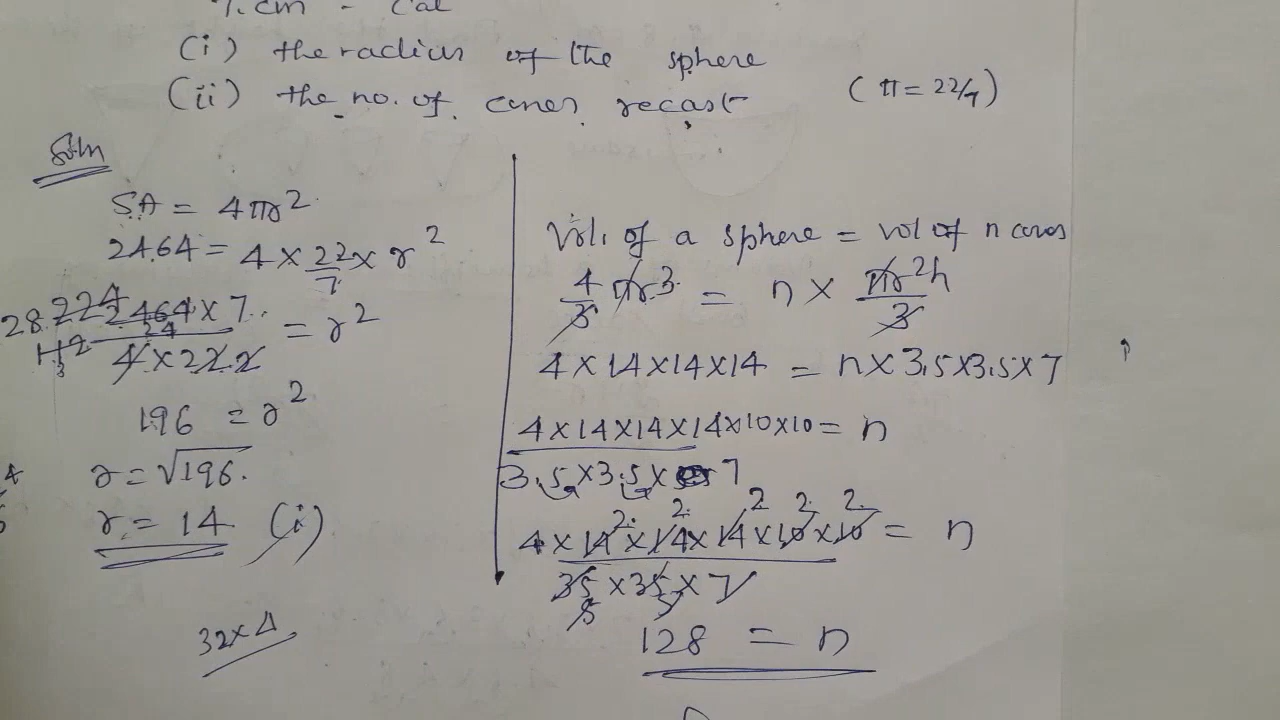 7. cm - Cal
(i) the radius of the sphere
(ii) the no. of cones recast (π = 22/7)
Soln
SA = 4πr²
2464 = 4 × 22/7 × r²
2464 × 7 / 4 × 22 = r²
196 = r²
r = √196.
r = 14 (i)
32 × 4
Vol. of a sphere = vol of n cones
4/3 πr³ = n × πr²h/3
4 × 14 × 14 × 14 = n × 3.5 × 3.5 × 7
4 × 14 × 14 × 14 × 10 × 10 = n
3.5 × 3.5 × 7
4 × 14 × 14 × 14 × 10 × 10 = n
35 × 35 × 7
128 = n